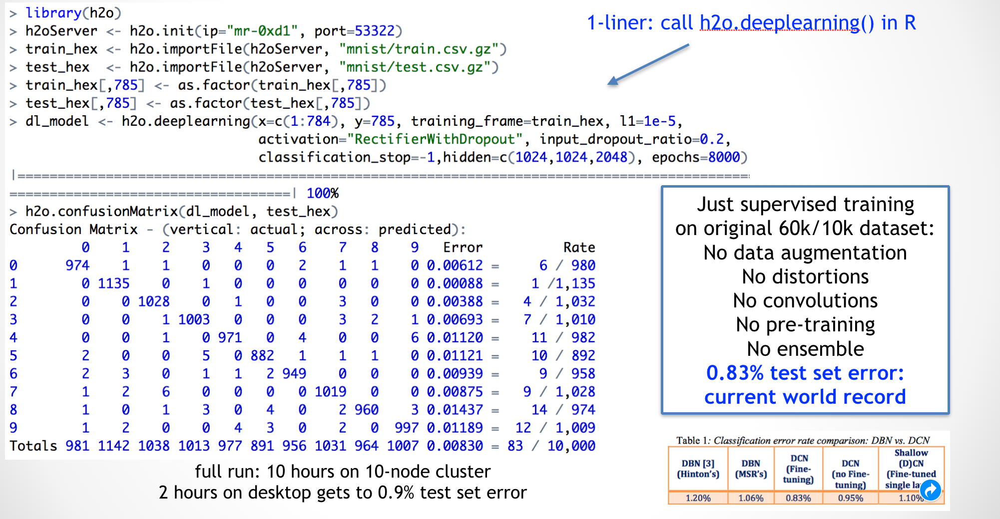 > library(h2o)
> h2oServer <- h2o.init(ip="mr-0xd1", port=53322)
> train_hex <- h2o.importFile(h2oServer, "mnist/train.csv.gz")
> test_hex  <- h2o.importFile(h2oServer, "mnist/test.csv.gz")
> train_hex[,785] <- as.factor(train_hex[,785])
> test_hex[,785] <- as.factor(test_hex[,785])
> dl_model <- h2o.deeplearning(x=c(1:784), y=785, training_frame=train_hex, l1=1e-5,
activation="RectifierWithDropout", input_dropout_ratio=0.2,
classification_stop=-1,hidden=c(1024,1024,2048), epochs=8000)
|============================================================================================
===================================| 100%
> h2o.confusionMatrix(dl_model, test_hex)
Confusion Matrix - (vertical: actual; across: predicted):
0 1 2 3 4 5 6 7 8 9 Error Rate
0 974 1 1 0 0 0 2 1 1 0 0.00612 = 6 / 980
1 0 1135 0 1 0 0 0 0 0 0 0.00088 = 1 /1,135
2 0 0 1028 0 1 0 0 3 0 0 0.00388 = 4 / 1,032
3 0 0 1 1003 0 0 0 3 2 1 0.00693 = 7 / 1,010
4 0 0 1 0 971 0 4 0 0 6 0.01120 = 11 / 982
5 2 0 0 5 0 882 1 1 1 0 0.01121 = 10 / 892
6 2 3 0 1 1 2 949 0 0 0 0.00939 = 9 / 958
7 1 2 6 0 0 0 0 1019 0 0 0.00875 = 9 / 1,028
8 1 0 1 3 0 4 0 2 960 3 0.01437 = 14 / 974
9 1 2 0 0 4 3 0 2 0 997 0.01189 = 12 / 1,009
Totals 981 1142 1038 1013 977 891 956 1031 964 1007 0.00830 = 83 / 10,000
full run: 10 hours on 10-node cluster
2 hours on desktop gets to 0.9% test set error
1-liner: call h2o.deeplearning() in R
Just supervised training
on original 60k/10k dataset:
No data augmentation
No distortions
No convolutions
No pre-training
No ensemble
0.83% test set error:
current world record
Table 1: Classification error rate comparison: DBN vs. DCN
DBN [3]
(Hinton's)
DBN
(MSR's)
DCN
(Fine-
tuning)
DCN
(no Fine-
tuning)
Shallow
(D)CN
(Fine-tuned
single
1.20% 1.06% 0.83% 0.95% 1.10%